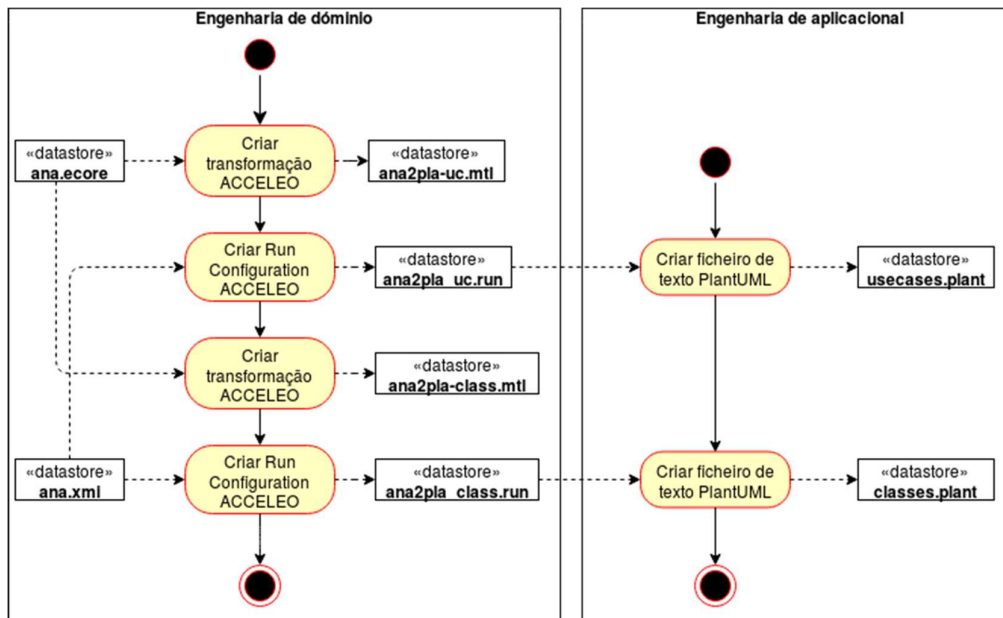 Engenharia de dóminio
Engenharia de aplicacional
Criar
transformação
ACCELEO
«datastore»
ana.ecore
«datastore»
ana2pla-uc.mtl
Criar Run
Configuration
ACCELEO
«datastore»
ana2pla_uc.run
Criar ficheiro de
texto PlantUML
«datastore»
usecases.plant
Criar
transformação
ACCELEO
«datastore»
ana2pla-class.mtl
«datastore»
ana.xml
Criar Run
Configuration
ACCELEO
«datastore»
ana2pla_class.run
Criar ficheiro de
texto PlantUML
«datastore»
classes.plant